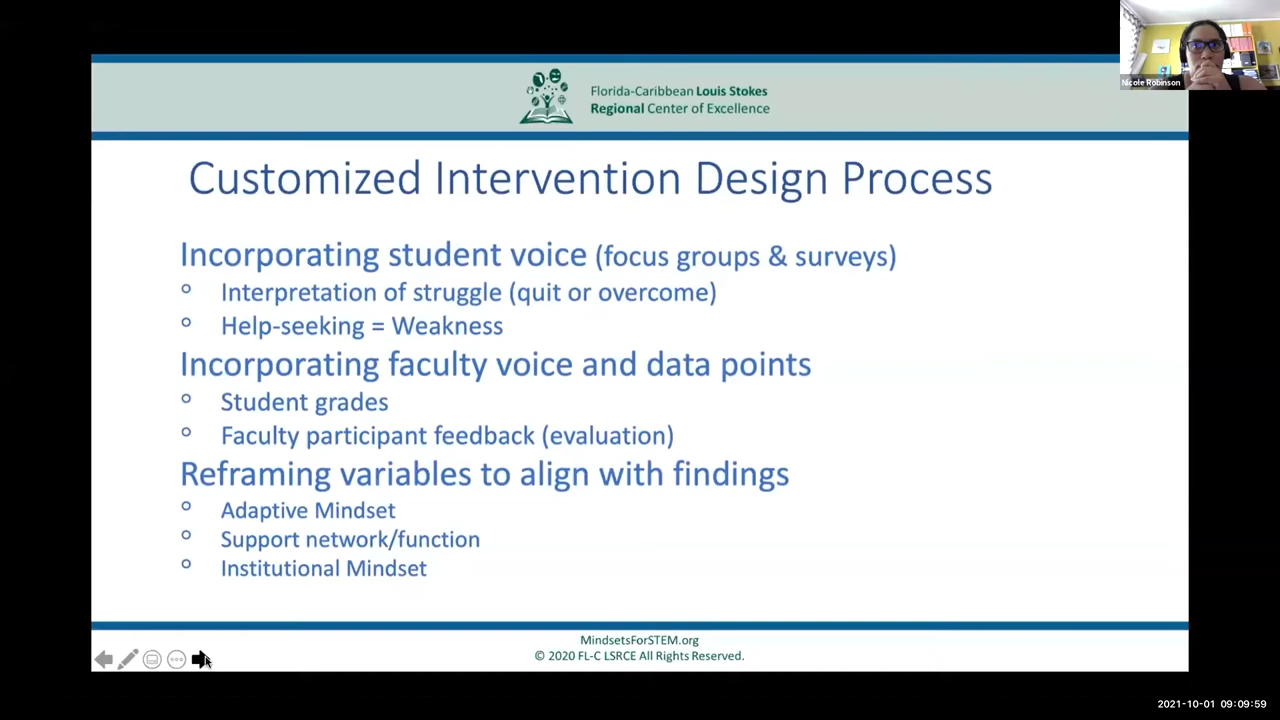 Nicole Robinson
Florida-Caribbean Louis Stokes
Regional Center of Excellence
Customized Intervention Design Process
Incorporating student voice (focus groups & surveys)
° Interpretation of struggle (quit or overcome)
° Help-seeking = Weakness
Incorporating faculty voice and data points
° Student grades
° Faculty participant feedback (evaluation)
Reframing variables to align with findings
° Adaptive Mindset
° Support network/function
° Institutional Mindset
MindsetsForSTEM.org
© 2020 FL-C LSRCE All Rights Reserved.
2021-10-01 09:09:59